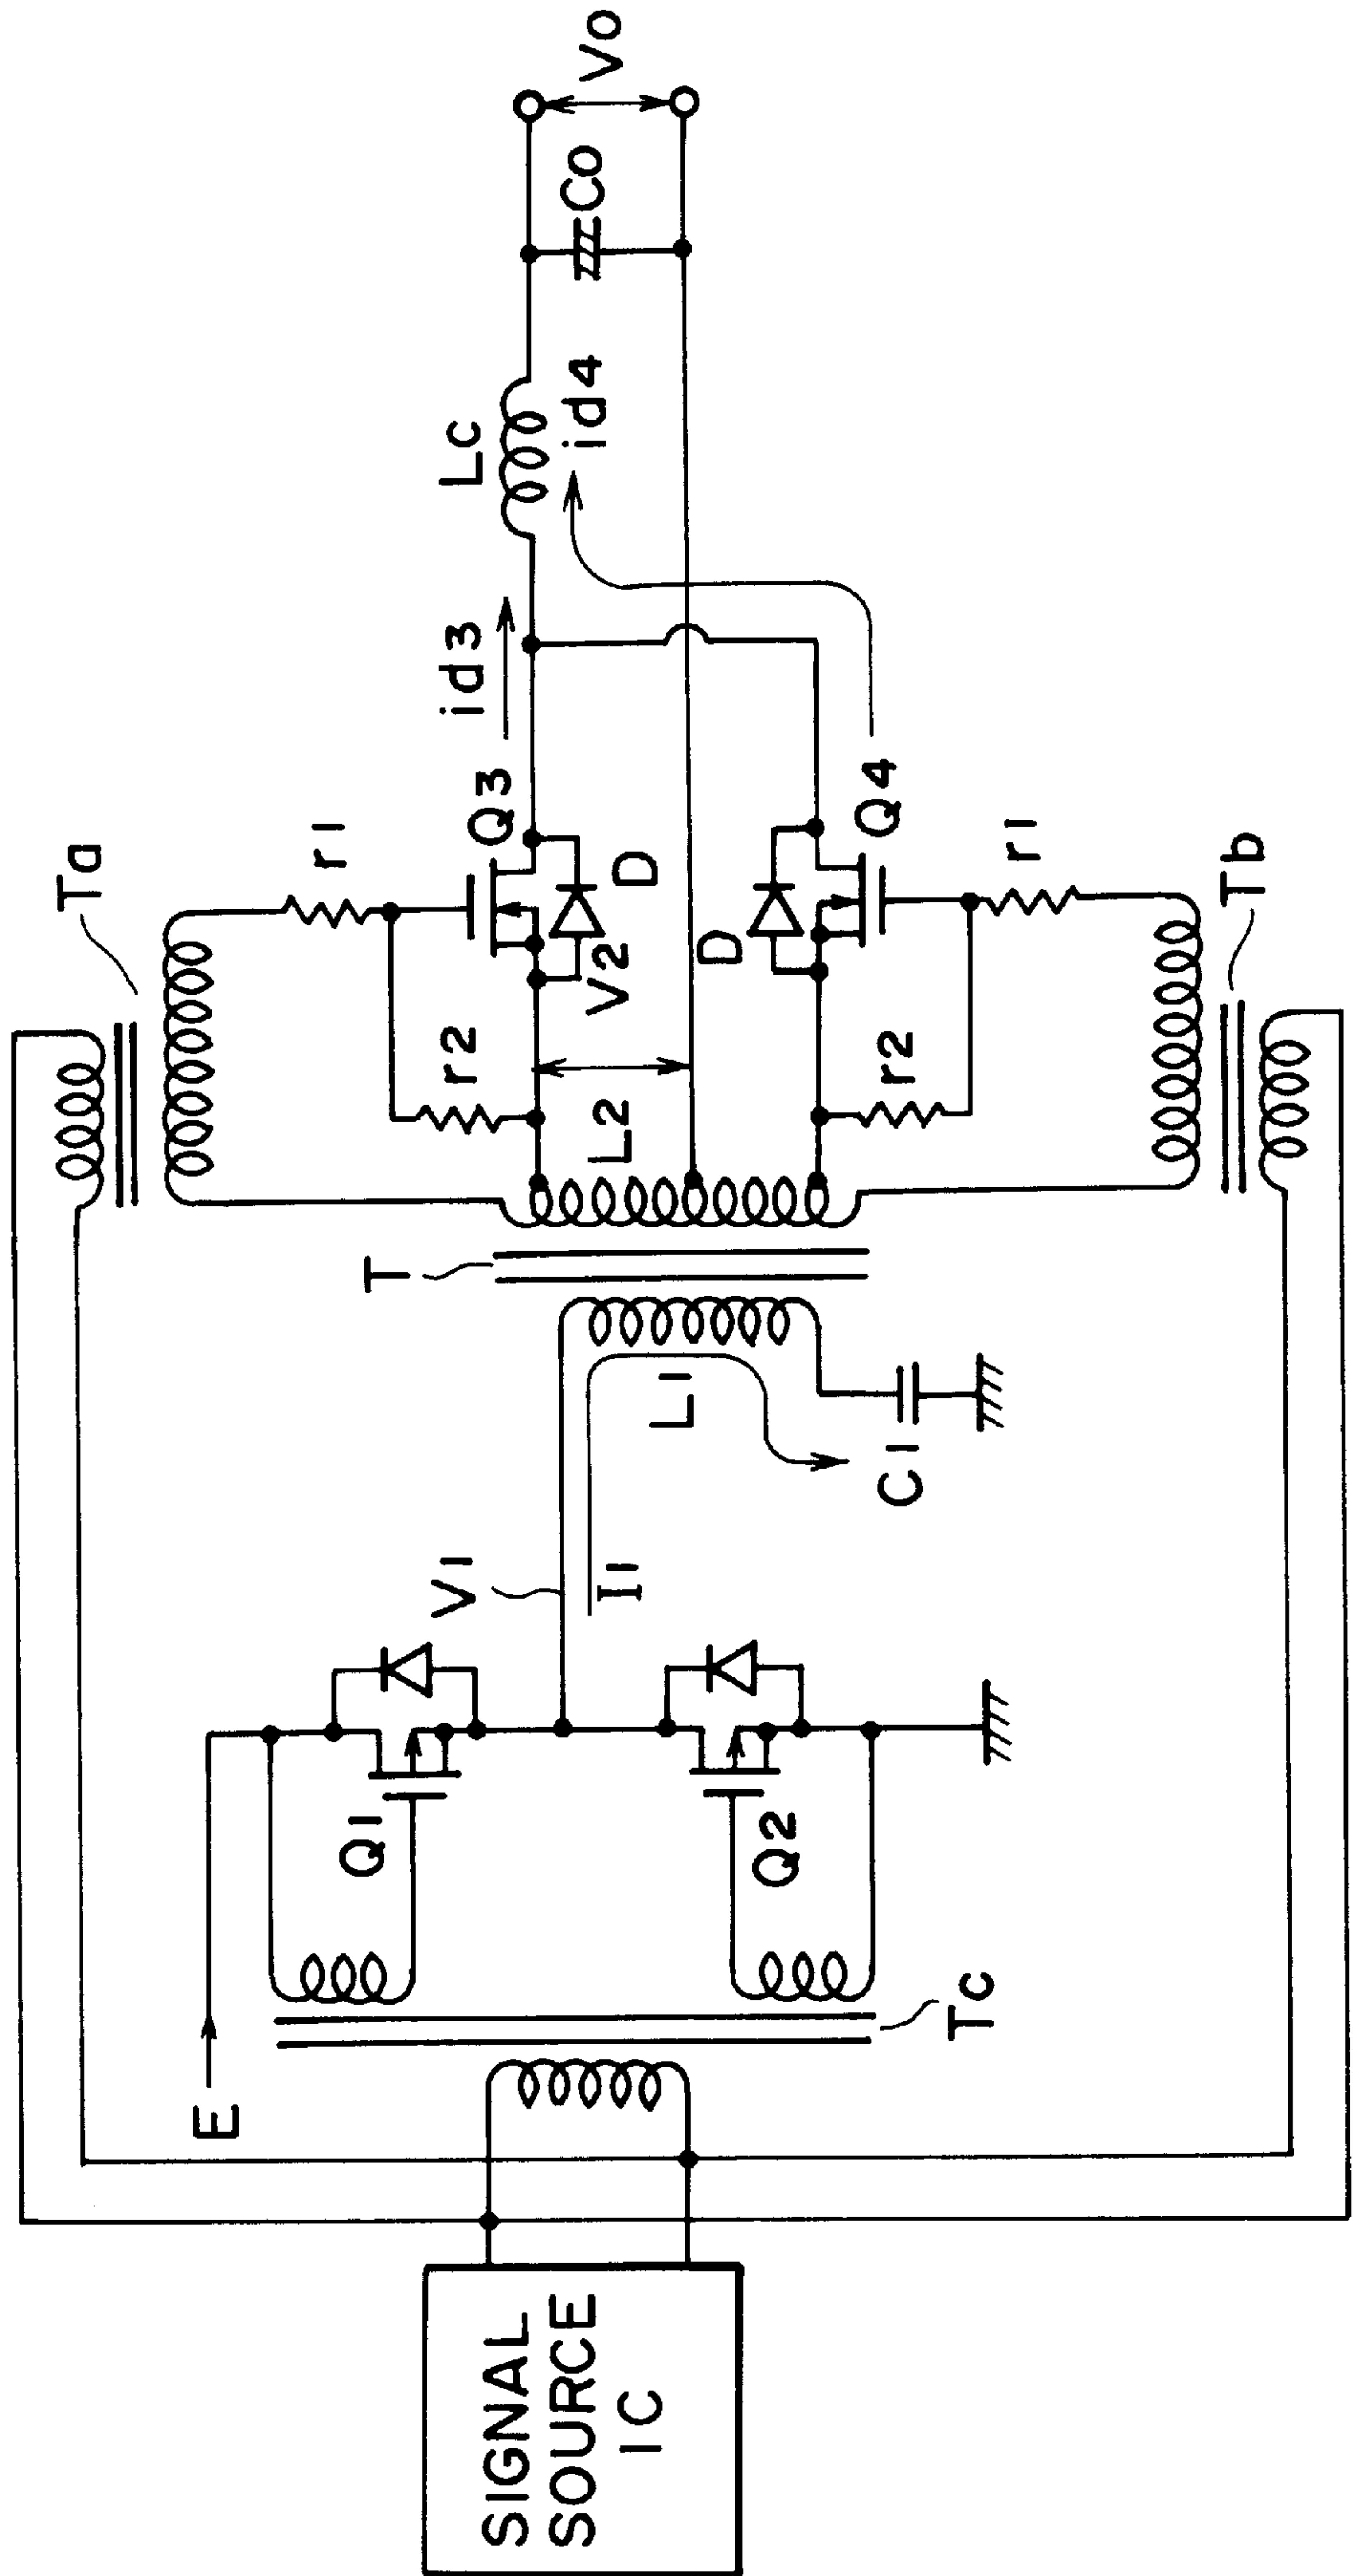 SIGNAL
SOURCE
IC
E
Tc
Q1
Q2
V1
I1
L1
C1
T
L2
V2
Ta
r1
r2
Q3
D
id3
D
Q4
r2
r1
Tb
id4
Lc
Co
Vo